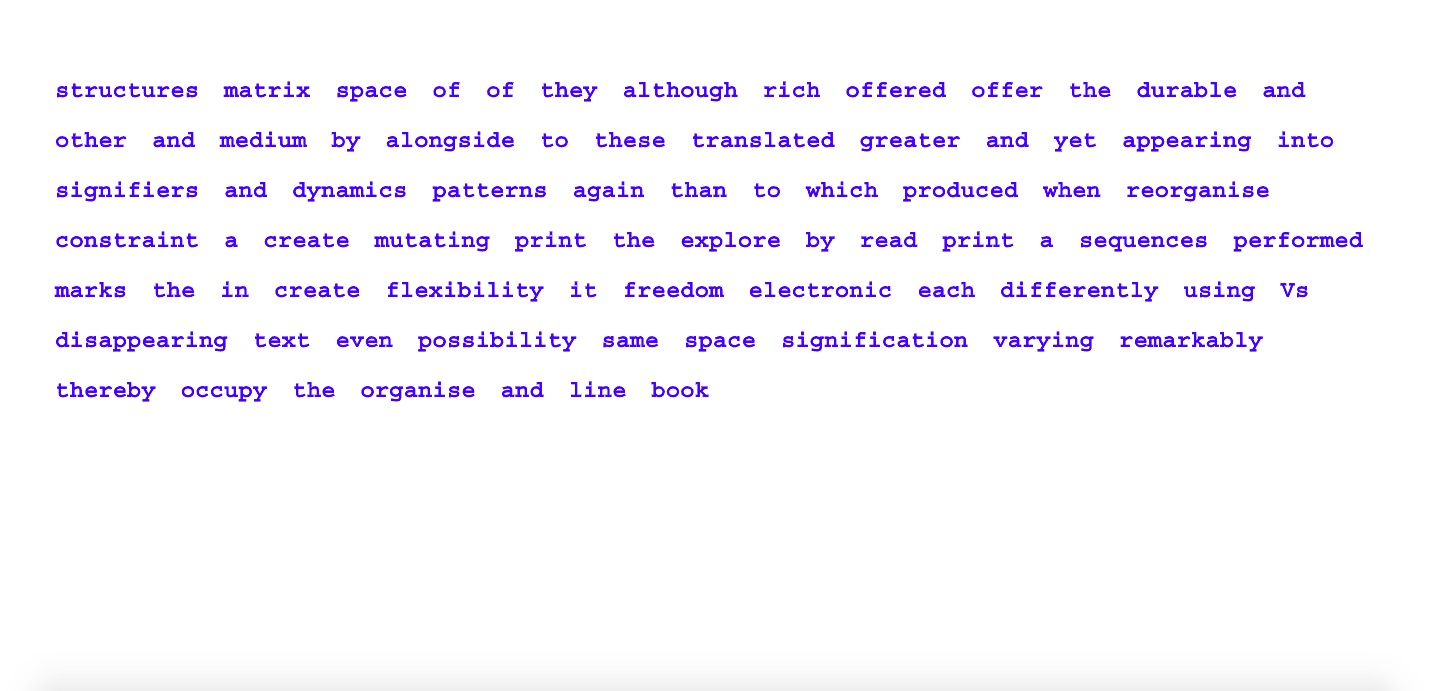 structures matrix space of of they although rich offered offer the durable and
other and medium by alongside to these translated greater and yet appearing into
signifiers and dynamics patterns again than to which produced when reorganise
constraint a create mutating print the explore by read print a sequences performed
marks the in create flexibility it freedom electronic each differently using Vs
disappearing text even possibility same space signification varying remarkably
thereby occupy the organise and line book